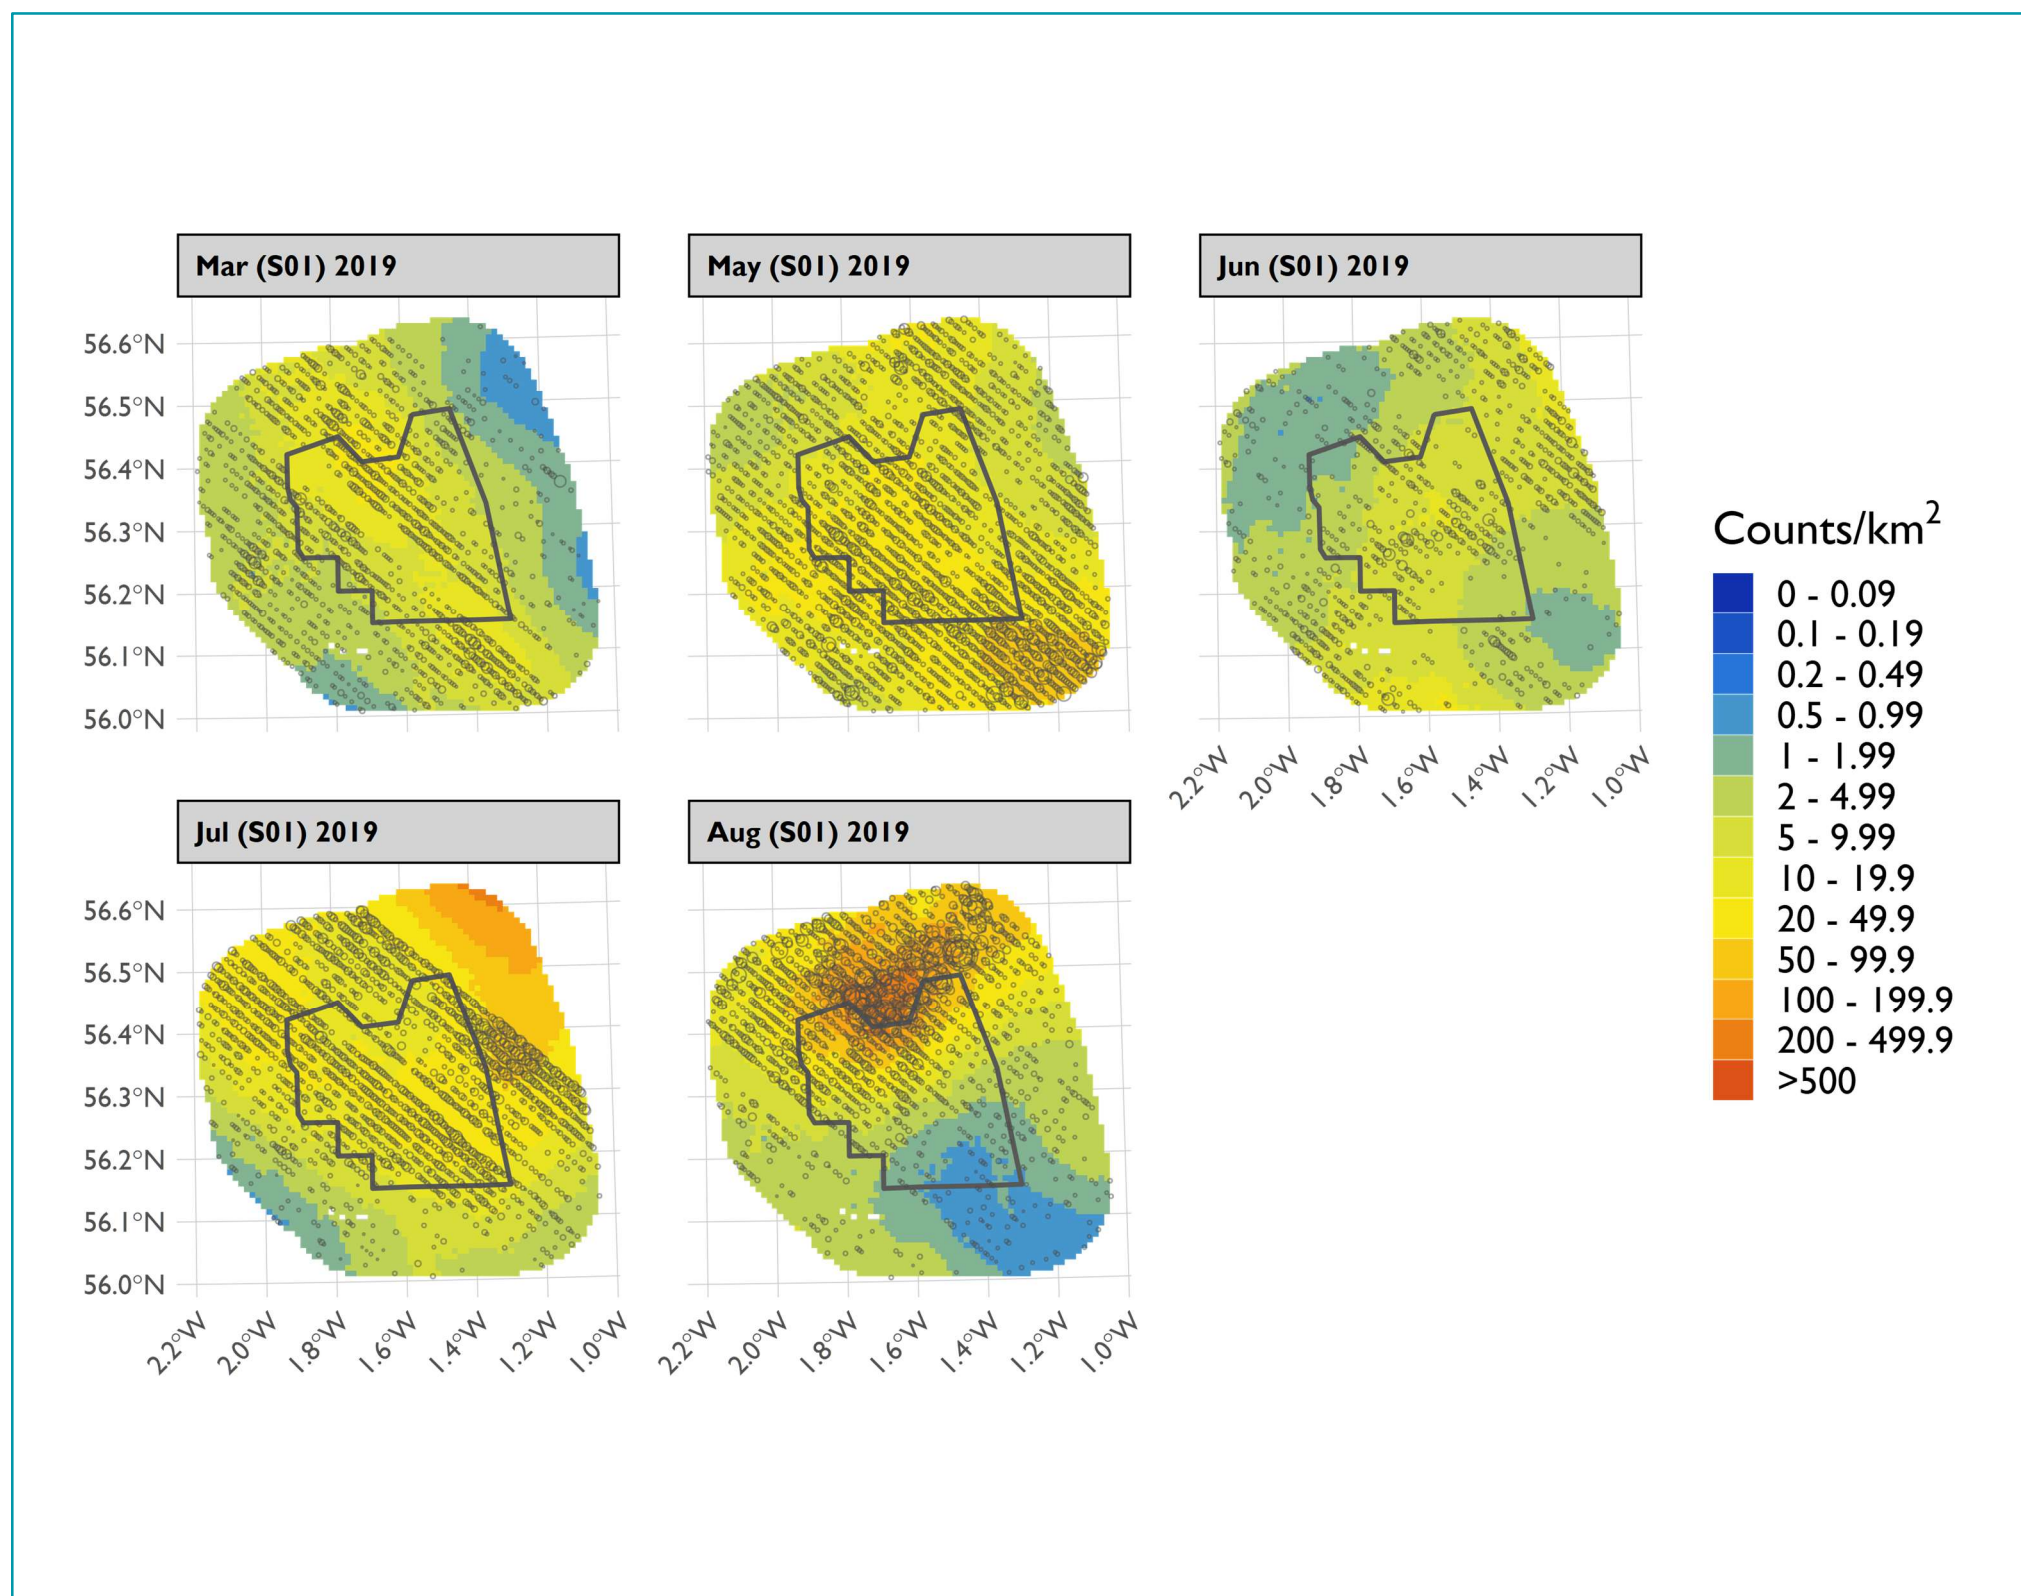 Mar (S01) 2019
May (S01) 2019
Jun (S01) 2019
56.6°N
56.5°N
56.4°N
56.3°N
56.2°N
56.1°N
56.0°N
2.2°W
2.0°W
1.8°W
1.6°W
1.4°W
1.2°W
1.0°W
Jul (S01) 2019
Aug (S01) 2019
56.6°N
56.5°N
56.4°N
56.3°N
56.2°N
56.1°N
56.0°N
2.2°W
2.0°W
1.8°W
1.6°W
1.4°W
1.2°W
1.0°W
2.2°W
2.0°W
1.8°W
1.6°W
1.4°W
1.2°W
1.0°W
Counts/km²
0 - 0.09
0.1 - 0.19
0.2 - 0.49
0.5 - 0.99
1 - 1.99
2 - 4.99
5 - 9.99
10 - 19.9
20 - 49.9
50 - 99.9
100 - 199.9
200 - 499.9
>500